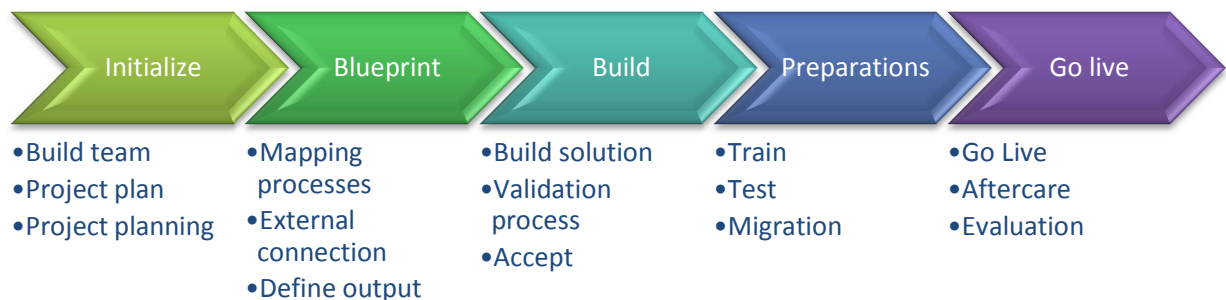 Initialize
Blueprint
Build
Preparations
Go live
•Build team
•Project plan
•Project planning
•Mapping
processes
•External
connection
•Define output
•Build solution
•Validation
process
•Accept
•Train
•Test
•Migration
•Go Live
•Aftercare
•Evaluation